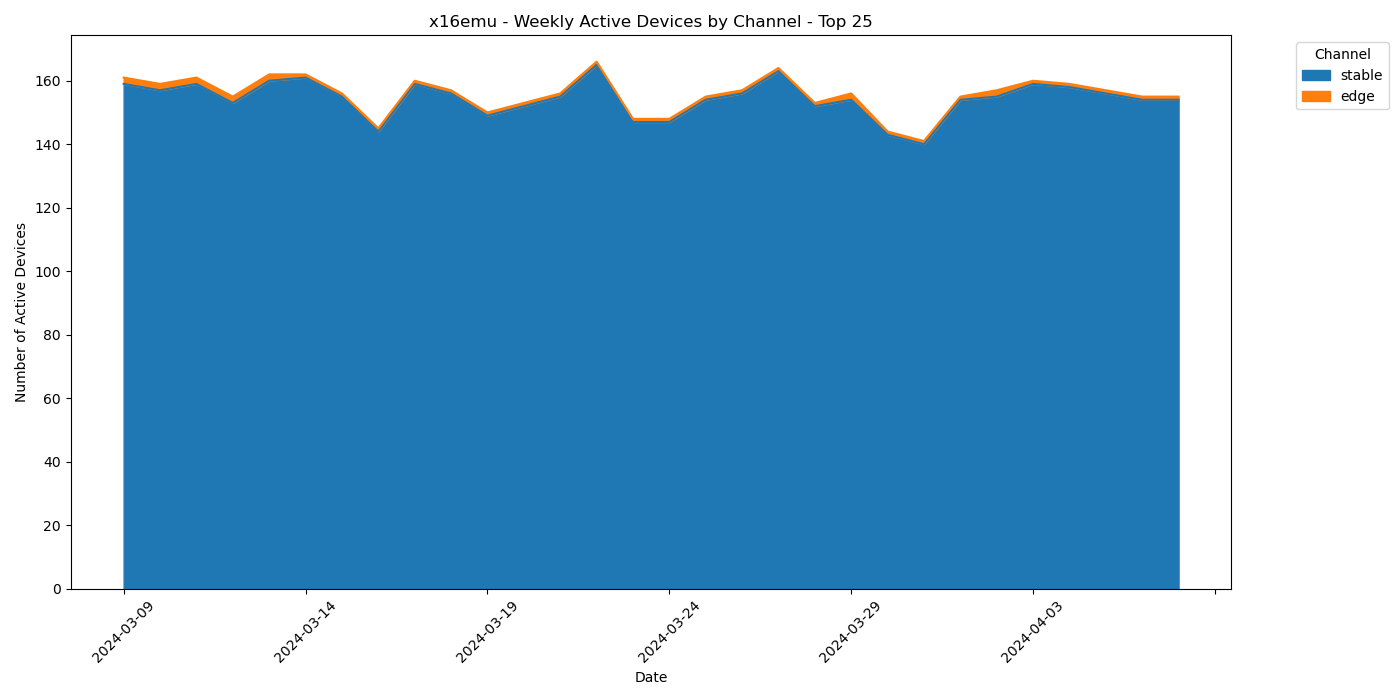 x16emu - Weekly Active Devices by Channel - Top 25
Channel
stable
edge
Number of Active Devices
160
140
120
100
80
60
40
20
0
2024-03-09
2024-03-14
2024-03-19
2024-03-24
2024-03-29
2024-04-03
Date